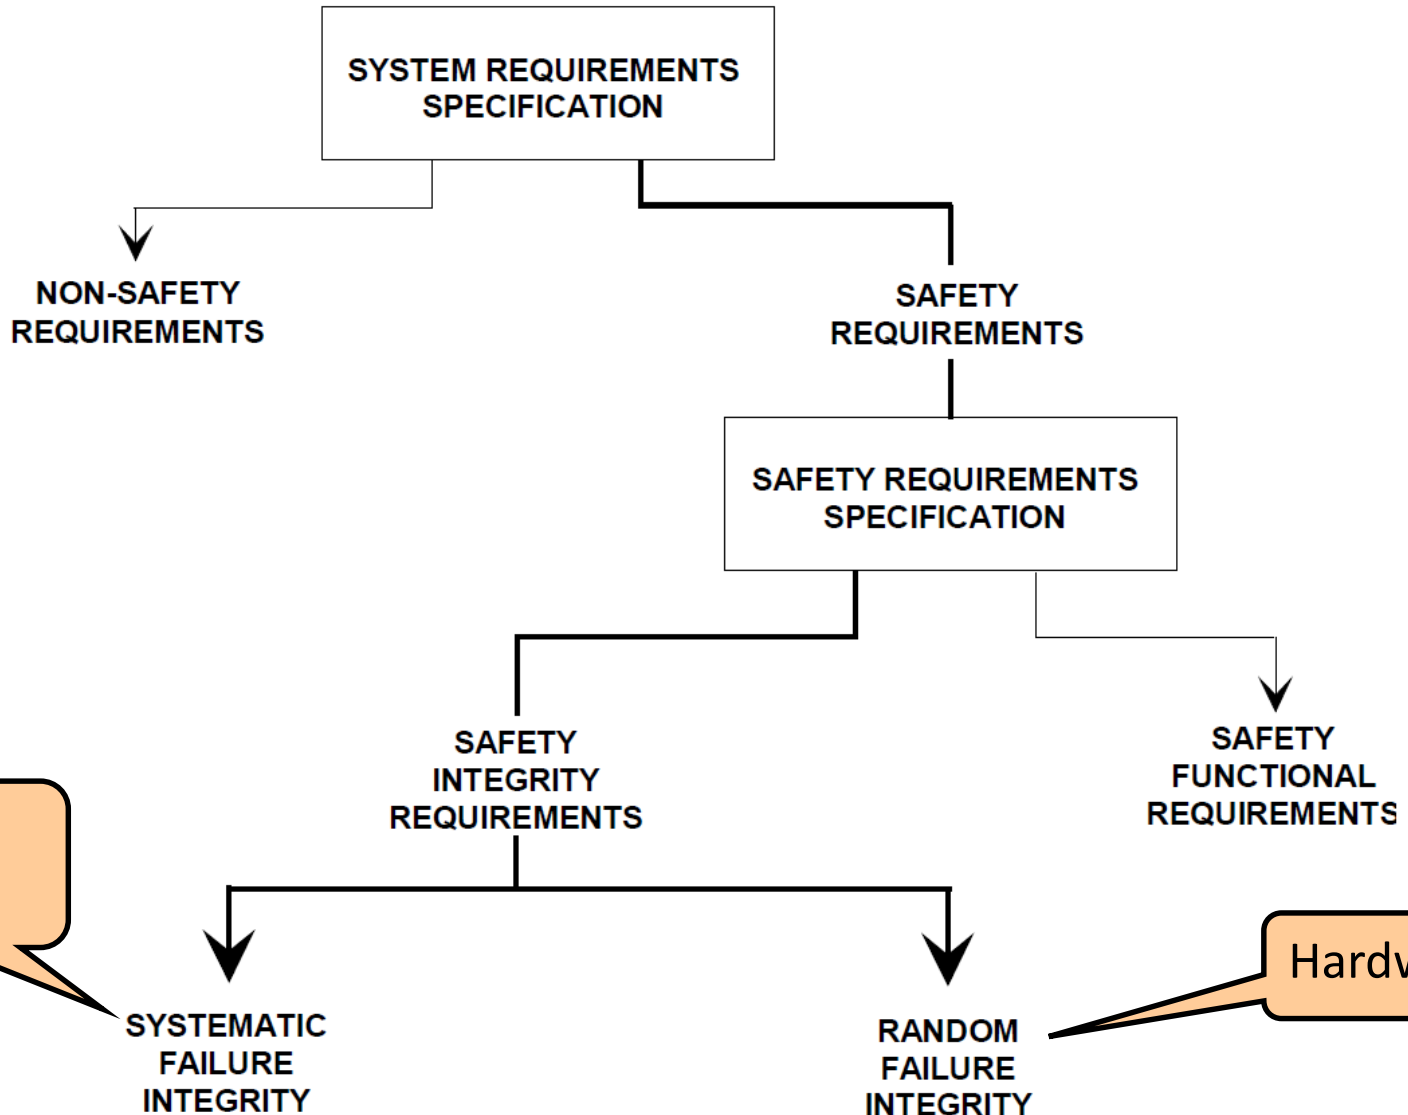 SYSTEM REQUIREMENTS
SPECIFICATION
NON-SAFETY
REQUIREMENTS
SAFETY
REQUIREMENTS
SAFETY REQUIREMENTS
SPECIFICATION
SAFETY
INTEGRITY
REQUIREMENTS
SAFETY
FUNCTIONAL
REQUIREMENTS
SYSTEMATIC
FAILURE
INTEGRITY
RANDOM
FAILURE
INTEGRITY